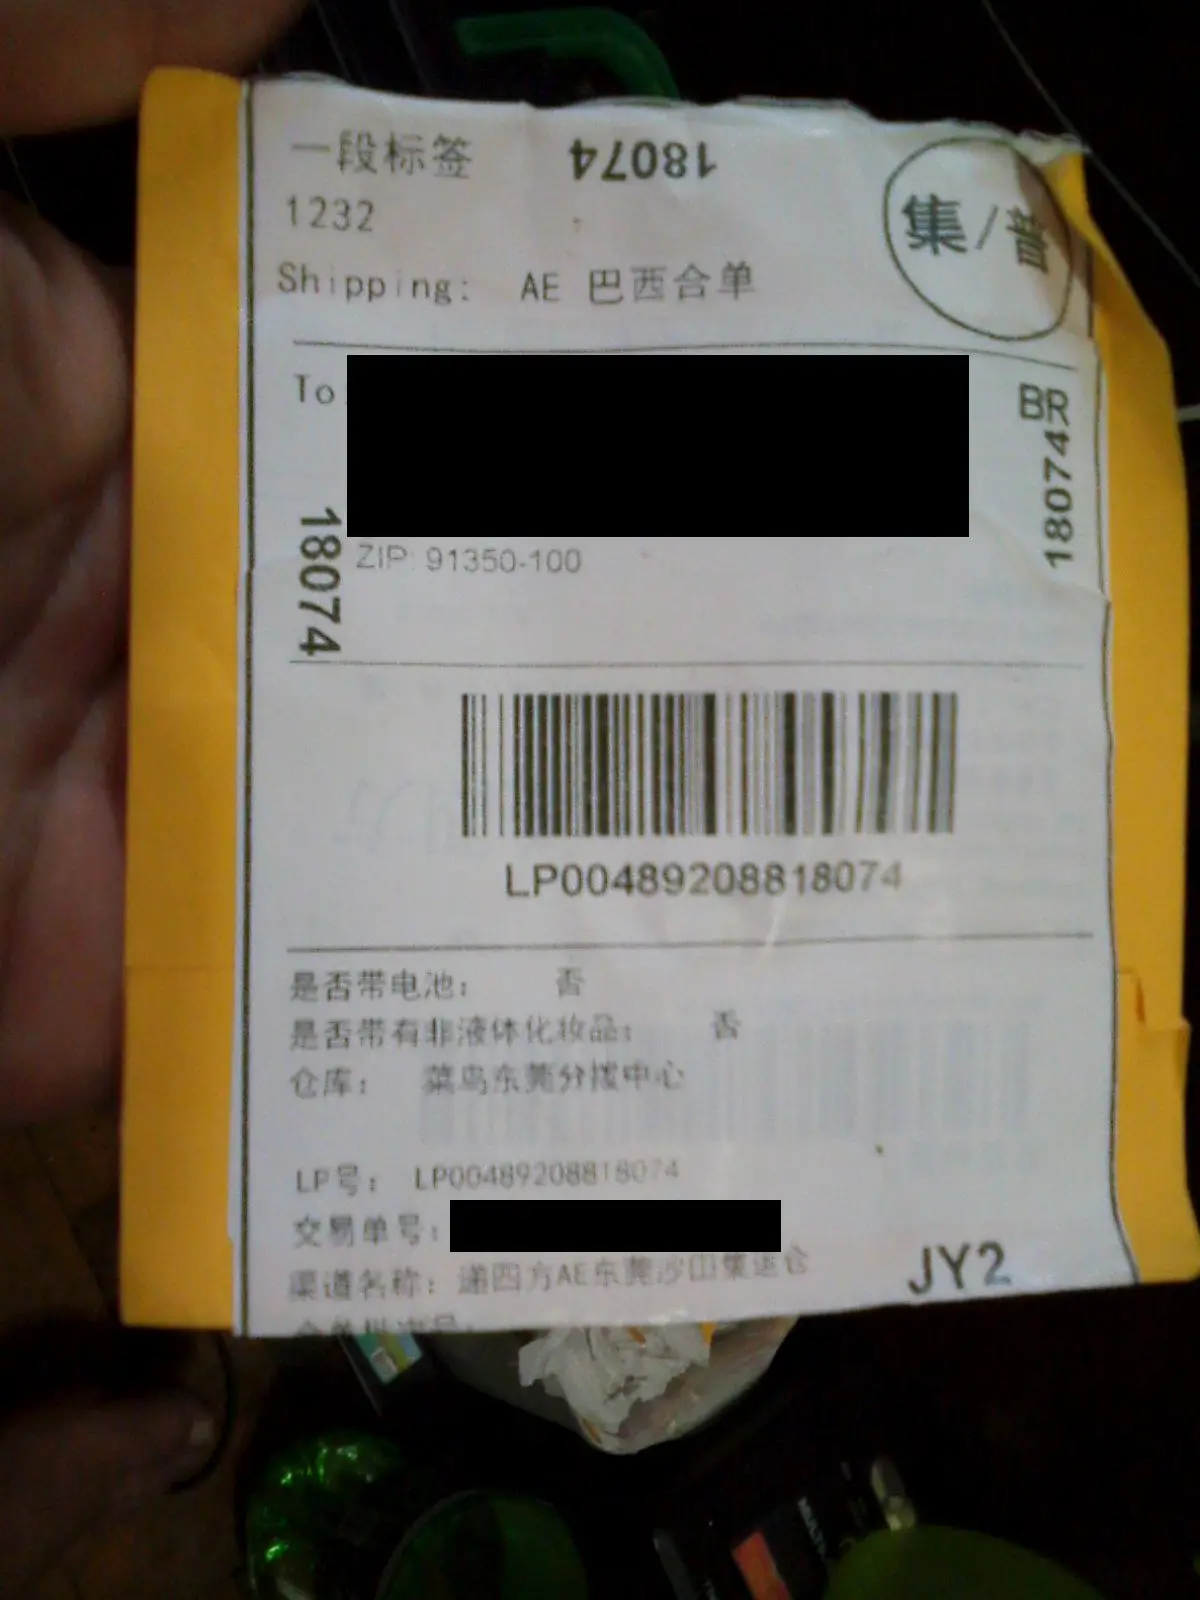 一段标签
18074
集/普
1232
Shipping: AE 巴西合单
To
BR
18074
18074
ZIP: 91350-100
LP00489208818074
是否带电池: 否
是否带有非液体化妆品: 否
仓库: 菜鸟东莞分拨中心
LP号: LP00489208818074
交易单号:
渠道名称: 递四方AE东莞沙田集运仓
JY2